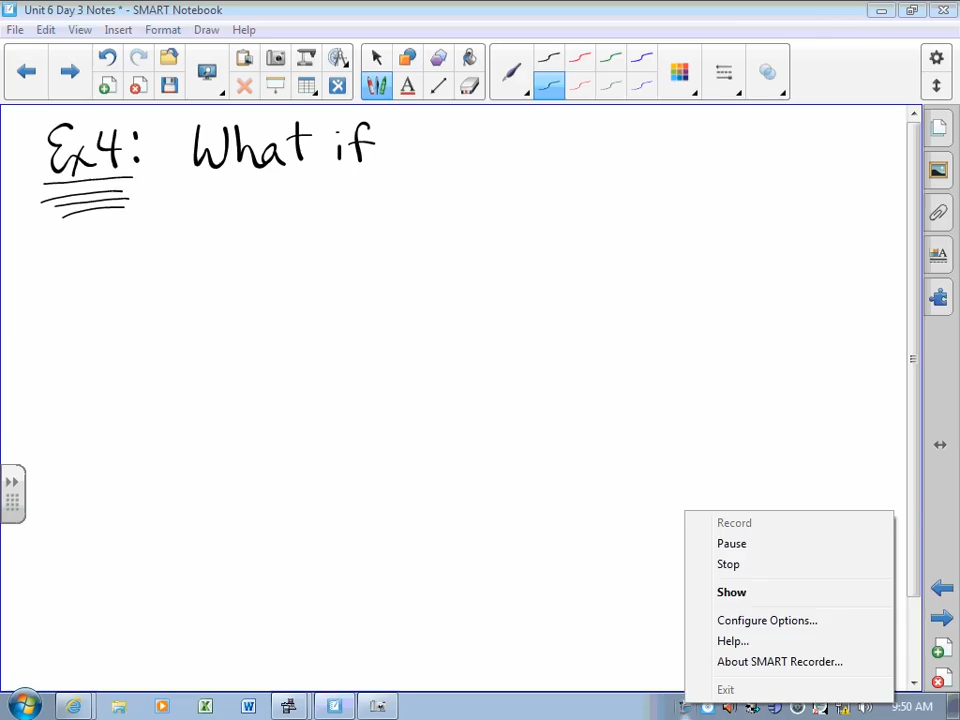 Unit 6 Day 3 Notes * - SMART Notebook
File Edit View Insert Format Draw Help
Ex4: What if
Record
Pause
Stop
Show
Configure Options...
Help...
About SMART Recorder...
Exit
9:50 AM